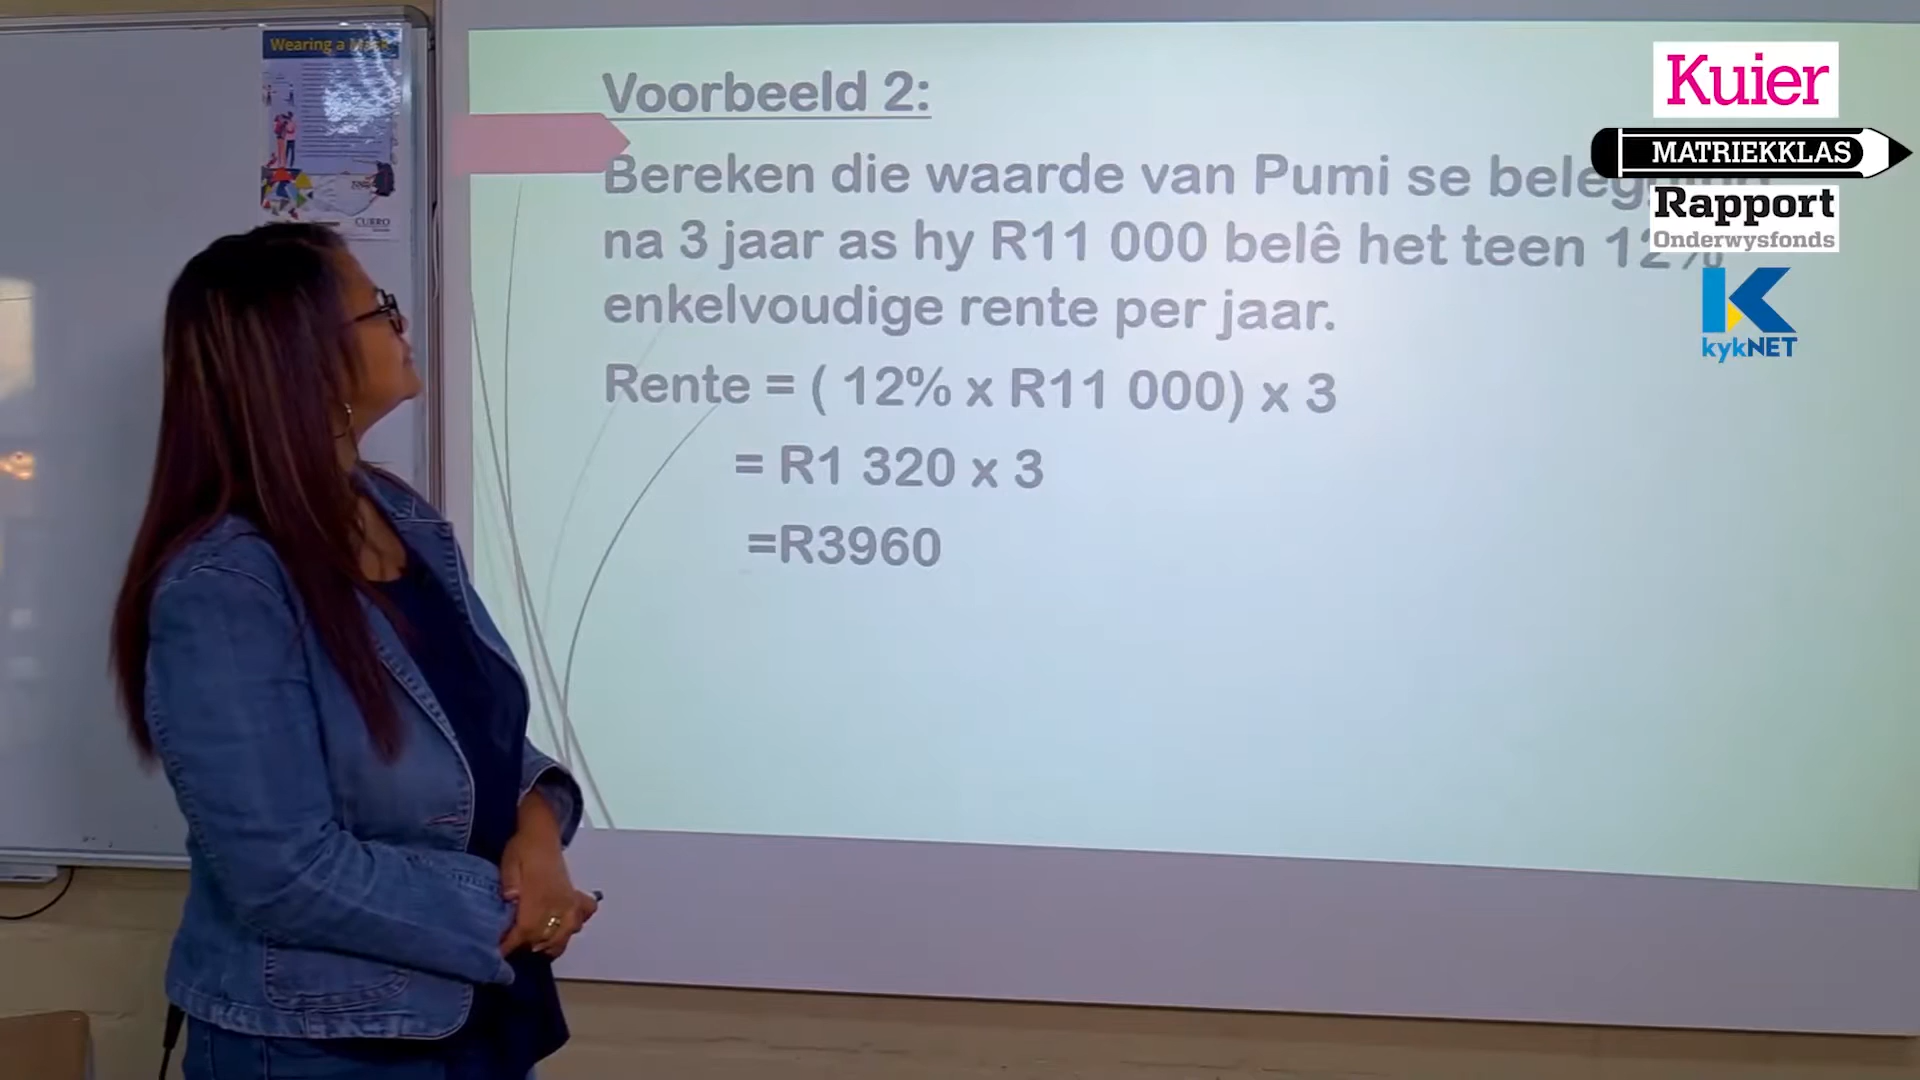 Wearing a Mask
CURRO
Voorbeeld 2:
Bereken die waarde van Pumi se
na 3 jaar as hy R11 000 belê het teen 12%
enkelvoudige rente per jaar.
Rente = ( 12% x R11 000) x 3
= R1 320 x 3
=R3960
Kuier
MATRIEKKLAS
Rapport
Onderwysfonds
kykNET